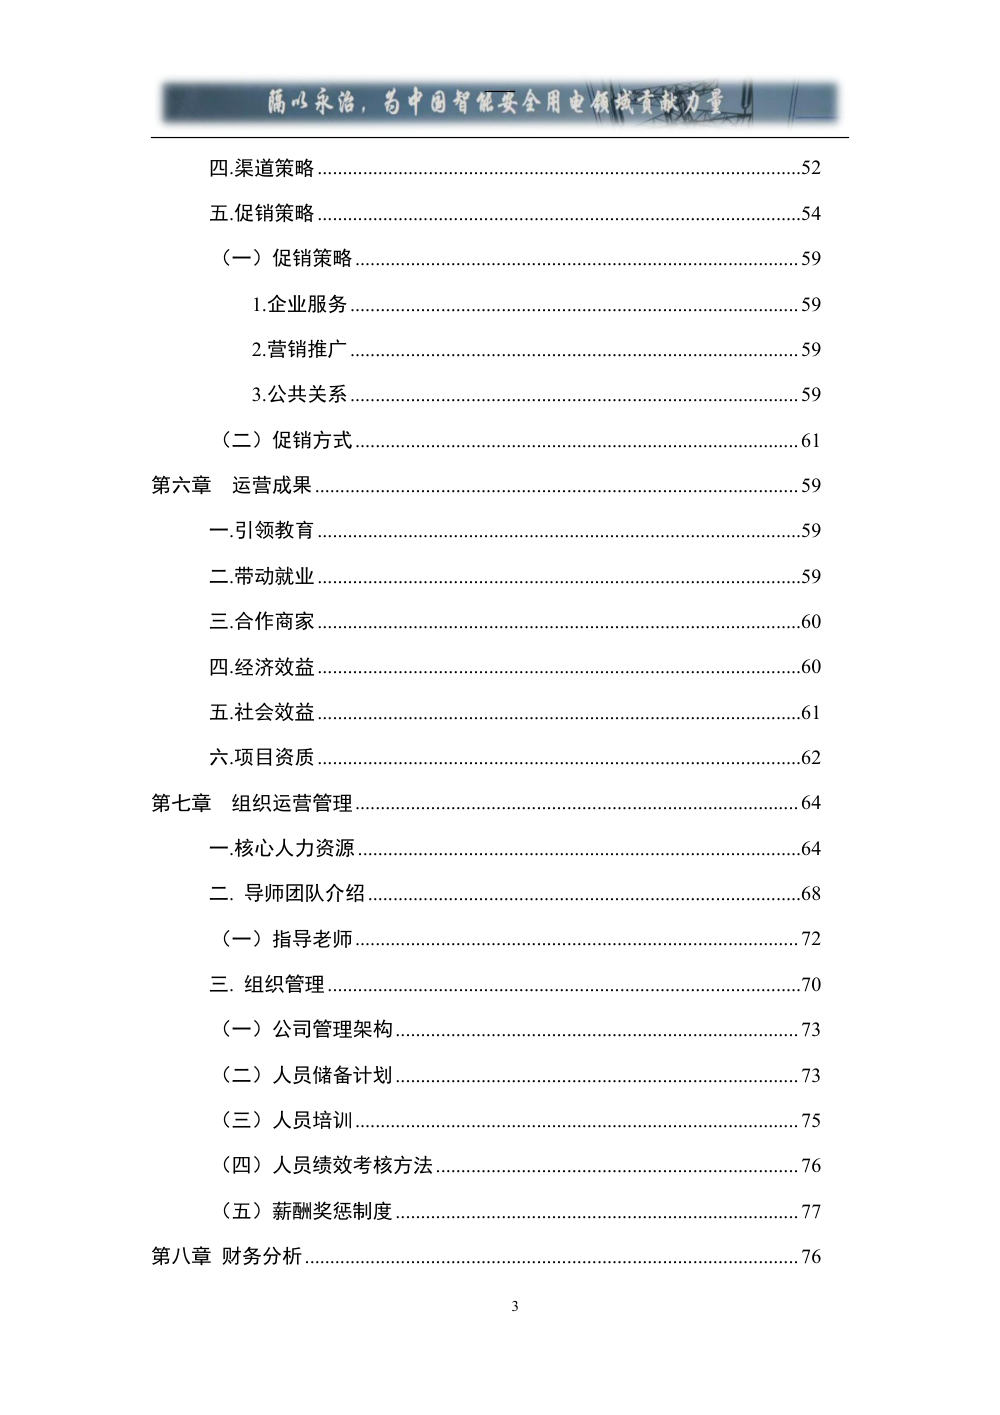 隔以永治，为中国智能安全用电领域贡献力量
四.渠道策略................52
五.促销策略................54
（一）促销策略................59
1.企业服务................59
2.营销推广................59
3.公共关系................59
（二）促销方式................61
第六章 运营成果................59
一.引领教育................59
二.带动就业................59
三.合作商家................60
四.经济效益................60
五.社会效益................61
六.项目资质................62
第七章 组织运营管理................64
一.核心人力资源................64
二. 导师团队介绍................68
（一）指导老师................72
三. 组织管理................70
（一）公司管理架构................73
（二）人员储备计划................73
（三）人员培训................75
（四）人员绩效考核方法................76
（五）薪酬奖惩制度................77
第八章 财务分析................76
3